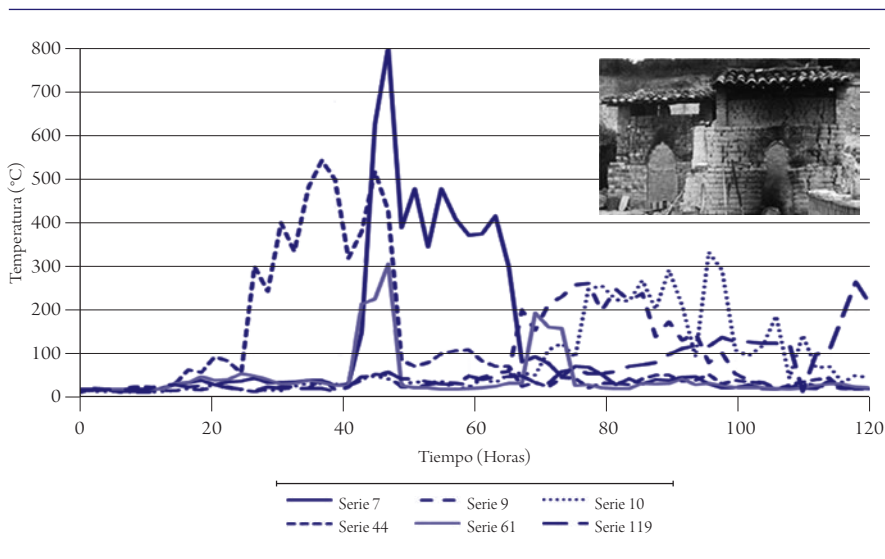 800
700
600
500
400
300
200
100
0
Temperatura (°C)
0 20 40 60 80 100 120
Tiempo (Horas)
Serie 7 Serie 9 Serie 10
Serie 44 Serie 61 Serie 119